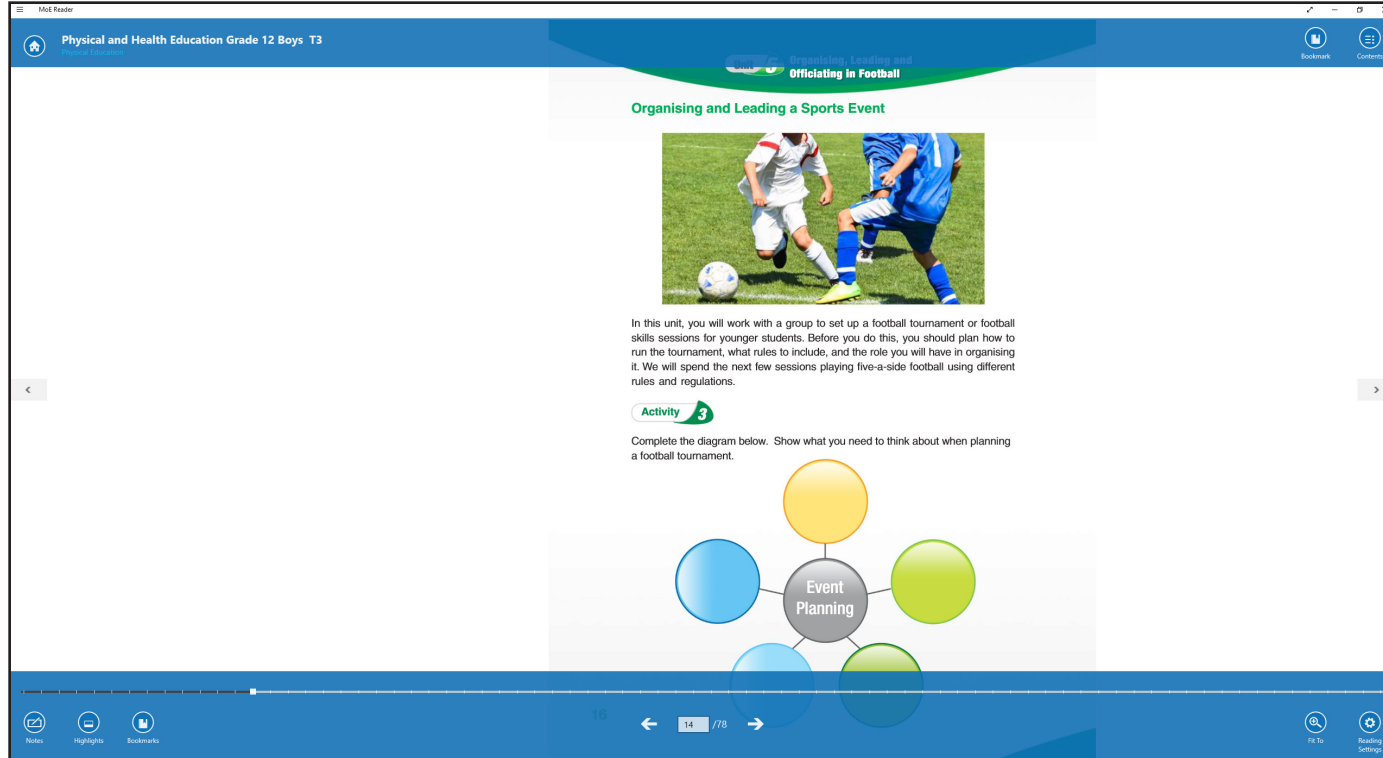 MoE Reader
Physical and Health Education Grade 12 Boys T3
Physical Education
Bookmark
Contents
Unit 5 Organising, Leading and
Officiating in Football
Organising and Leading a Sports Event
In this unit, you will work with a group to set up a football tournament or football
skills sessions for younger students. Before you do this, you should plan how to
run the tournament, what rules to include, and the role you will have in organising
it. We will spend the next few sessions playing five-a-side football using different
rules and regulations.
Activity 3
Complete the diagram below. Show what you need to think about when planning
a football tournament.
Event
Planning
16
Notes
Highlights
Bookmarks
14 /78
Fit To
Reading
Settings